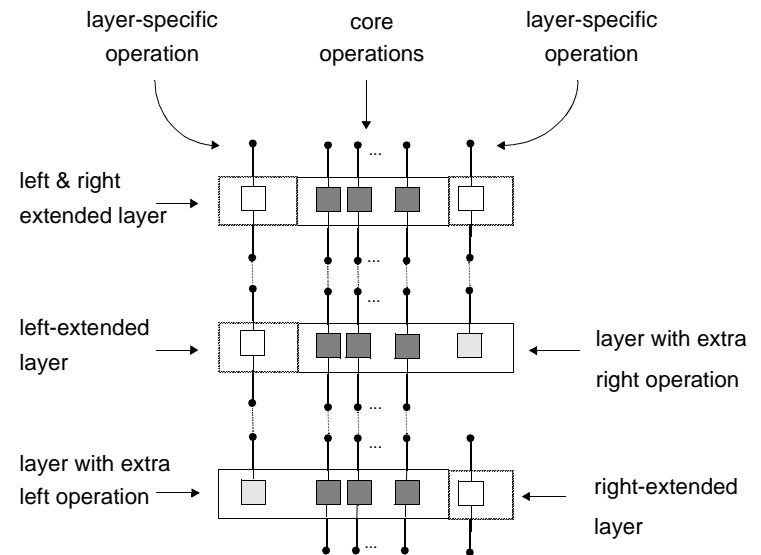 layer-specific
operation
core
operations
layer-specific
operation
...
left & right
extended layer
...
...
left-extended
layer
layer with extra
right operation
...
...
layer with extra
left operation
right-extended
layer
...